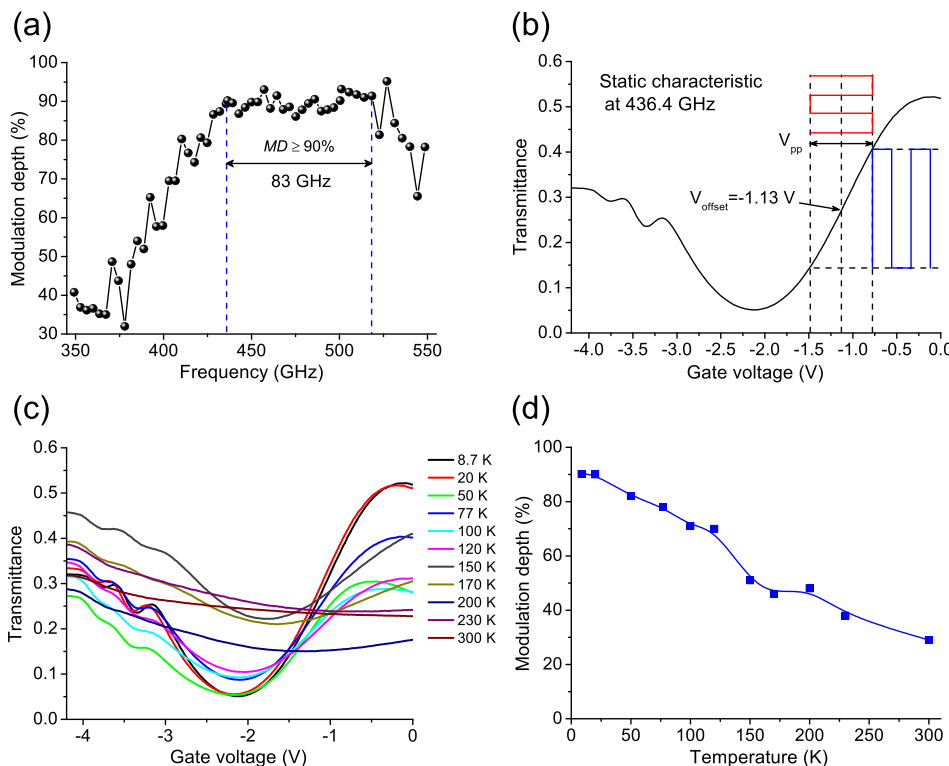 (a)
100
90
80
70
60
50
40
30
350
400
450
500
550
Modulation depth (%)
Frequency (GHz)
MD ≥ 90%
83 GHz
(b)
0.6
0.5
0.4
0.3
0.2
0.1
0.0
-4.0 -3.5 -3.0 -2.5 -2.0 -1.5 -1.0 -0.5 0.0
Transmittance
Gate voltage (V)
Static characteristic
at 436.4 GHz
Vpp
Voffset=-1.13 V
(c)
0.6
0.5
0.4
0.3
0.2
0.1
0.0
-4 -3 -2 -1 0
Transmittance
Gate voltage (V)
8.7 K
20 K
50 K
77 K
100 K
120 K
150 K
170 K
200 K
230 K
300 K
(d)
100
80
60
40
20
0
0 50 100 150 200 250 300
Modulation depth (%)
Temperature (K)